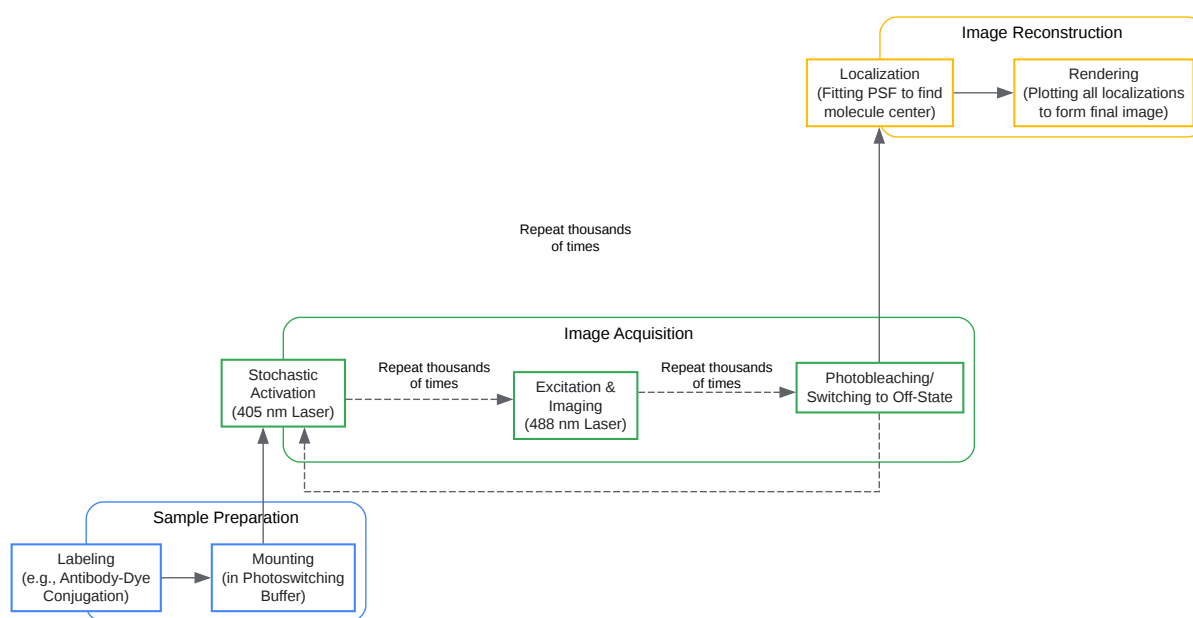 Image Reconstruction
Localization
(Fitting PSF to find
molecule center)
Rendering
(Plotting all localizations
to form final image)
Repeat thousands
of times
Image Acquisition
Stochastic
Activation
(405 nm Laser)
Repeat thousands
of times
Excitation &
Imaging
(488 nm Laser)
Repeat thousands
of times
Photobleaching/
Switching to Off-State
Sample Preparation
Labeling
(e.g., Antibody-Dye
Conjugation)
Mounting
(in Photoswitching
Buffer)